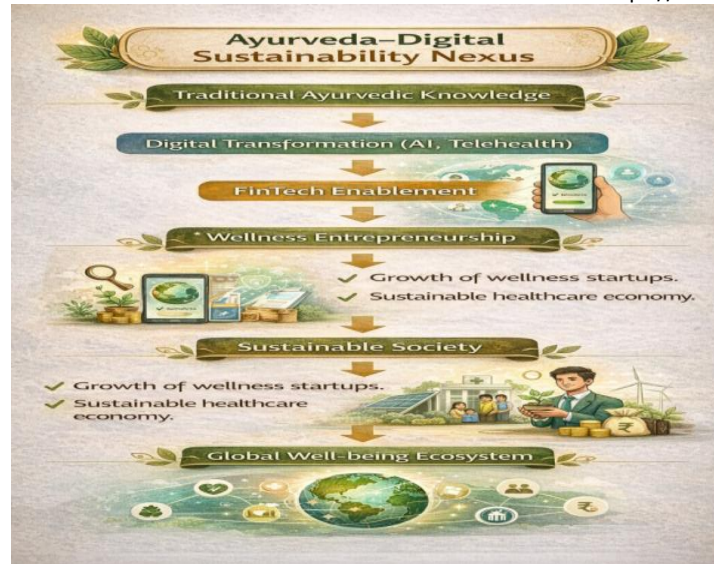 Ayurveda–Digital
Sustainability Nexus
Traditional Ayurvedic Knowledge
Digital Transformation (AI, Telehealth)
FinTech Enablement
Wellness Entrepreneurship
✓ Growth of wellness startups.
✓ Sustainable healthcare economy.
Sustainable Society
✓ Growth of wellness startups.
✓ Sustainable healthcare
economy.
₹
Global Well-being Ecosystem
₹